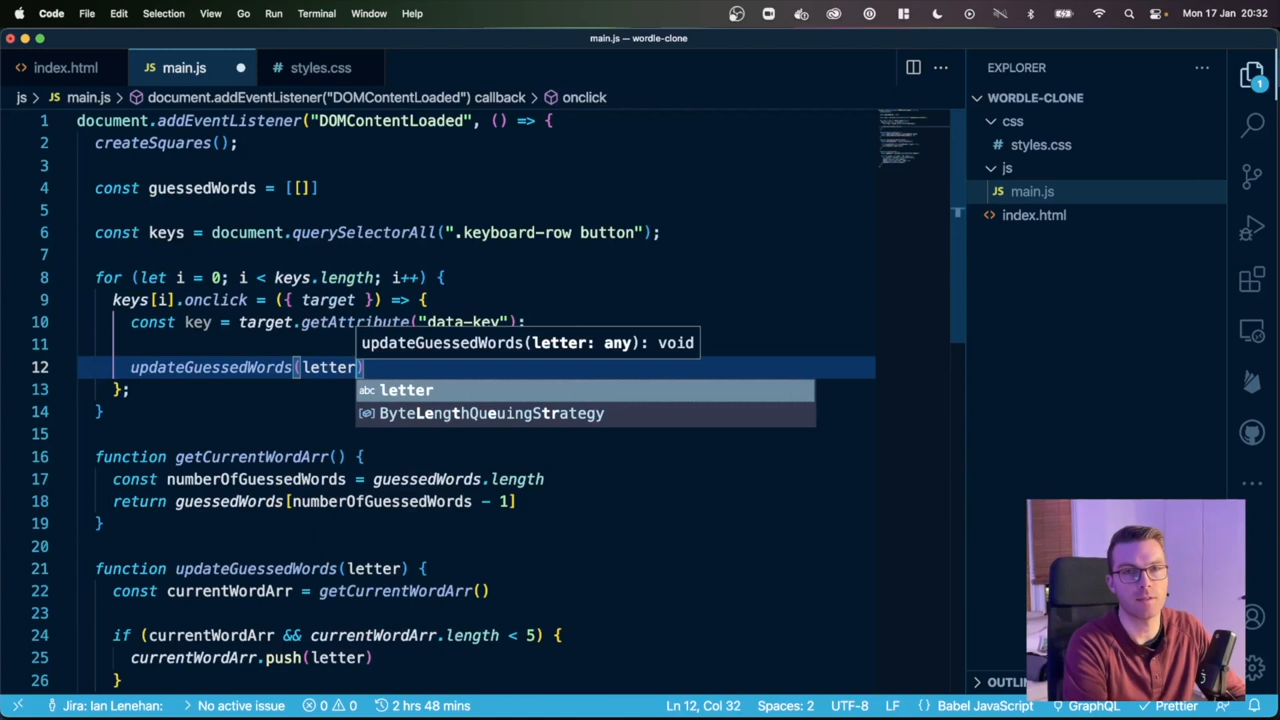 Code File Edit Selection View Go Run Terminal Window Help Mon 17 Jan 20:32
main.js — wordle-clone
index.html JS main.js # styles.css EXPLORER
js > JS main.js > document.addEventListener("DOMContentLoaded") callback > onclick
WORDLE-CLONE
css
# styles.css
js
JS main.js
index.html
1
1 document.addEventListener("DOMContentLoaded", () => {
2 createSquares();
3
4 const guessedWords = [[]]
5
6 const keys = document.querySelectorAll(".keyboard-row button");
7
8 for (let i = 0; i < keys.length; i++) {
9 keys[i].onclick = ({ target }) => {
10 const key = target.getAttribute("data-key");
11
updateGuessedWords(letter: any): void
12 updateGuessedWords(letter)
abc letter
ByteLengthQueuingStrategy
13 };
14 }
15
16 function getCurrentWordArr() {
17 const numberOfGuessedWords = guessedWords.length
18 return guessedWords[numberOfGuessedWords - 1]
19 }
20
21 function updateGuessedWords(letter) {
22 const currentWordArr = getCurrentWordArr()
23
24 if (currentWordArr && currentWordArr.length < 5) {
25 currentWordArr.push(letter)
26 }
OUTLI
Jira: Ian Lenehan: No active issue 0 0 2 hrs 48 mins Ln 12, Col 32 Spaces: 2 UTF-8 LF {} Babel JavaScript GraphQL Prettier